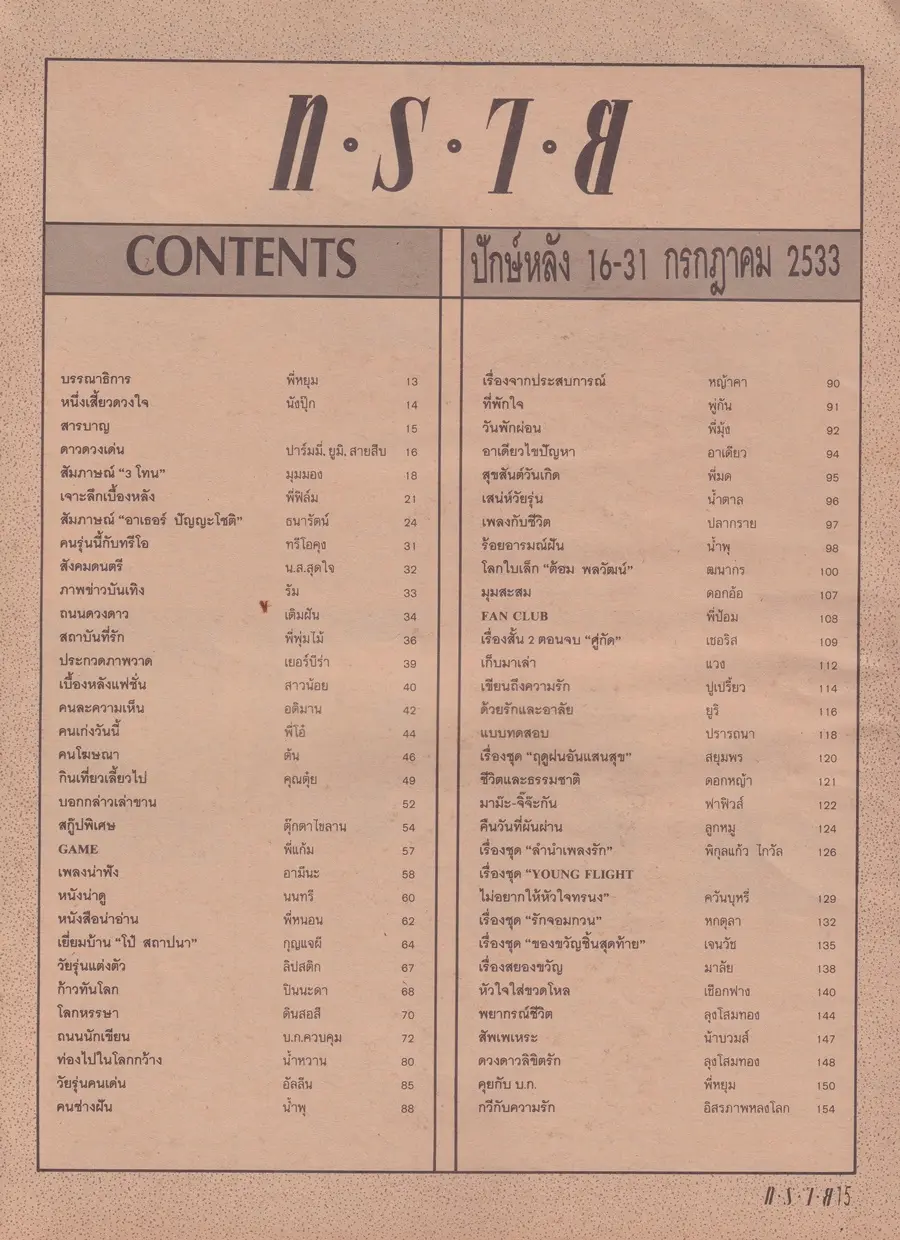 ท・ร・า・ย
CONTENTS
ปักษ์หลัง 16-31 กรกฎาคม 2533
บรรณาธิการ พี่หยุม 13
หนึ่งเสี้ยวดวงใจ นังปุ๊ก 14
สารบาญ 15
ดาวดวงเด่น ปาร์มมี่, ยูมิ, สายสืบ 16
สัมภาษณ์ “3 โทน” มุมมอง 18
เจาะลึกเบื้องหลัง พี่ฟิล์ม 21
สัมภาษณ์ “อาเธอร์ ปัญญะโชติ” ธนารัตน์ 24
คนรุ่นนี้กับทรีโอ ทรีโอคุง 31
สังคมดนตรี น.ส.สุดใจ 32
ภาพข่าวบันเทิง ริม 33
ถนนดวงดาว เติมฝัน 34
สถาบันที่รัก พี่พุ่มไม้ 36
ประกวดภาพวาด เยอร์บีร่า 39
เบื้องหลังแฟชั่น สาวน้อย 40
คนละความเห็น อติมาน 42
คนเก่งวันนี้ พี่โอ๋ 44
คนโฆษณา ต้น 46
กินเที่ยวเลี้ยวไป คุณตุ้ย 49
บอกกล่าวเล่าขาน 52
สกู๊ปพิเศษ ตุ๊กตาไขลาน 54
GAME พี่แก้ม 57
เพลงน่าฟัง อามีนะ 58
หนังน่าดู นนทรี 60
หนังสือน่าอ่าน พี่หนอน 62
เยี่ยมบ้าน “โป้ สถาปนา” กุญแจผี 64
วัยรุ่นแต่งตัว ลิปสติก 67
ก้าวทันโลก ปินนะดา 68
โลกหรรษา ดินสอสี 70
ถนนนักเขียน บ.ก.ควบคุม 72
ท่องไปในโลกกว้าง น้ำหวาน 80
วัยรุ่นคนเด่น อัลลีน 85
คนช่างฝัน น้ำพุ 88
เรื่องจากประสบการณ์ หญ้าคา 90
ที่พักใจ พู่กัน 91
วันพักผ่อน พี่มุ้ง 92
อาเดียวไขปัญหา อาเดียว 94
สุขสันต์วันเกิด พี่มด 95
เสน่ห์วัยรุ่น น้ำตาล 96
เพลงกับชีวิต ปลากราย 97
ร้อยอารมณ์ฝัน น้ำพุ 98
โลกใบเล็ก “ต้อม พลวัฒน์” ฒนากร 100
มุมสะสม ดอกอ้อ 107
FAN CLUB พี่ป้อม 108
เรื่องสั้น 2 ตอนจบ “คู่กัด” เชอริส 109
เก็บมาเล่า แวง 112
เขียนถึงความรัก ปูเปรี้ยว 114
ด้วยรักและอาลัย ยูริ 116
แบบทดสอบ ปรารถนา 118
เรื่องชุด “ฤดูฝนอันแสนสุข” สยุมพร 120
ชีวิตและธรรมชาติ ดอกหญ้า 121
มาม๊ะ-จิ๊จ๊ะกัน ฟาฟิวส์ 122
คืนวันที่ผันผ่าน ลูกหมู 124
เรื่องชุด “ลำนำเพลงรัก” พิกุลแก้ว ไกวัล 126
เรื่องชุด “YOUNG FLIGHT
ไม่อยากให้หัวใจทรนง” ควันบุหรี่ 129
เรื่องชุด “รักจอมกวน” หกตุลา 132
เรื่องชุด “ของขวัญชิ้นสุดท้าย” เจนวัช 135
เรื่องสยองขวัญ มาลัย 138
หัวใจใส่ขวดโหล เชือกฟาง 140
พยากรณ์ชีวิต ลุงโสมทอง 144
สัพเพเหระ น้าบวมส์ 147
ดวงดาวลิขิตรัก ลุงโสมทอง 148
คุยกับ บ.ก. พี่หยุม 150
กวีกับความรัก อิสรภาพหลงโลก 154
ท・ร・า・ย 15